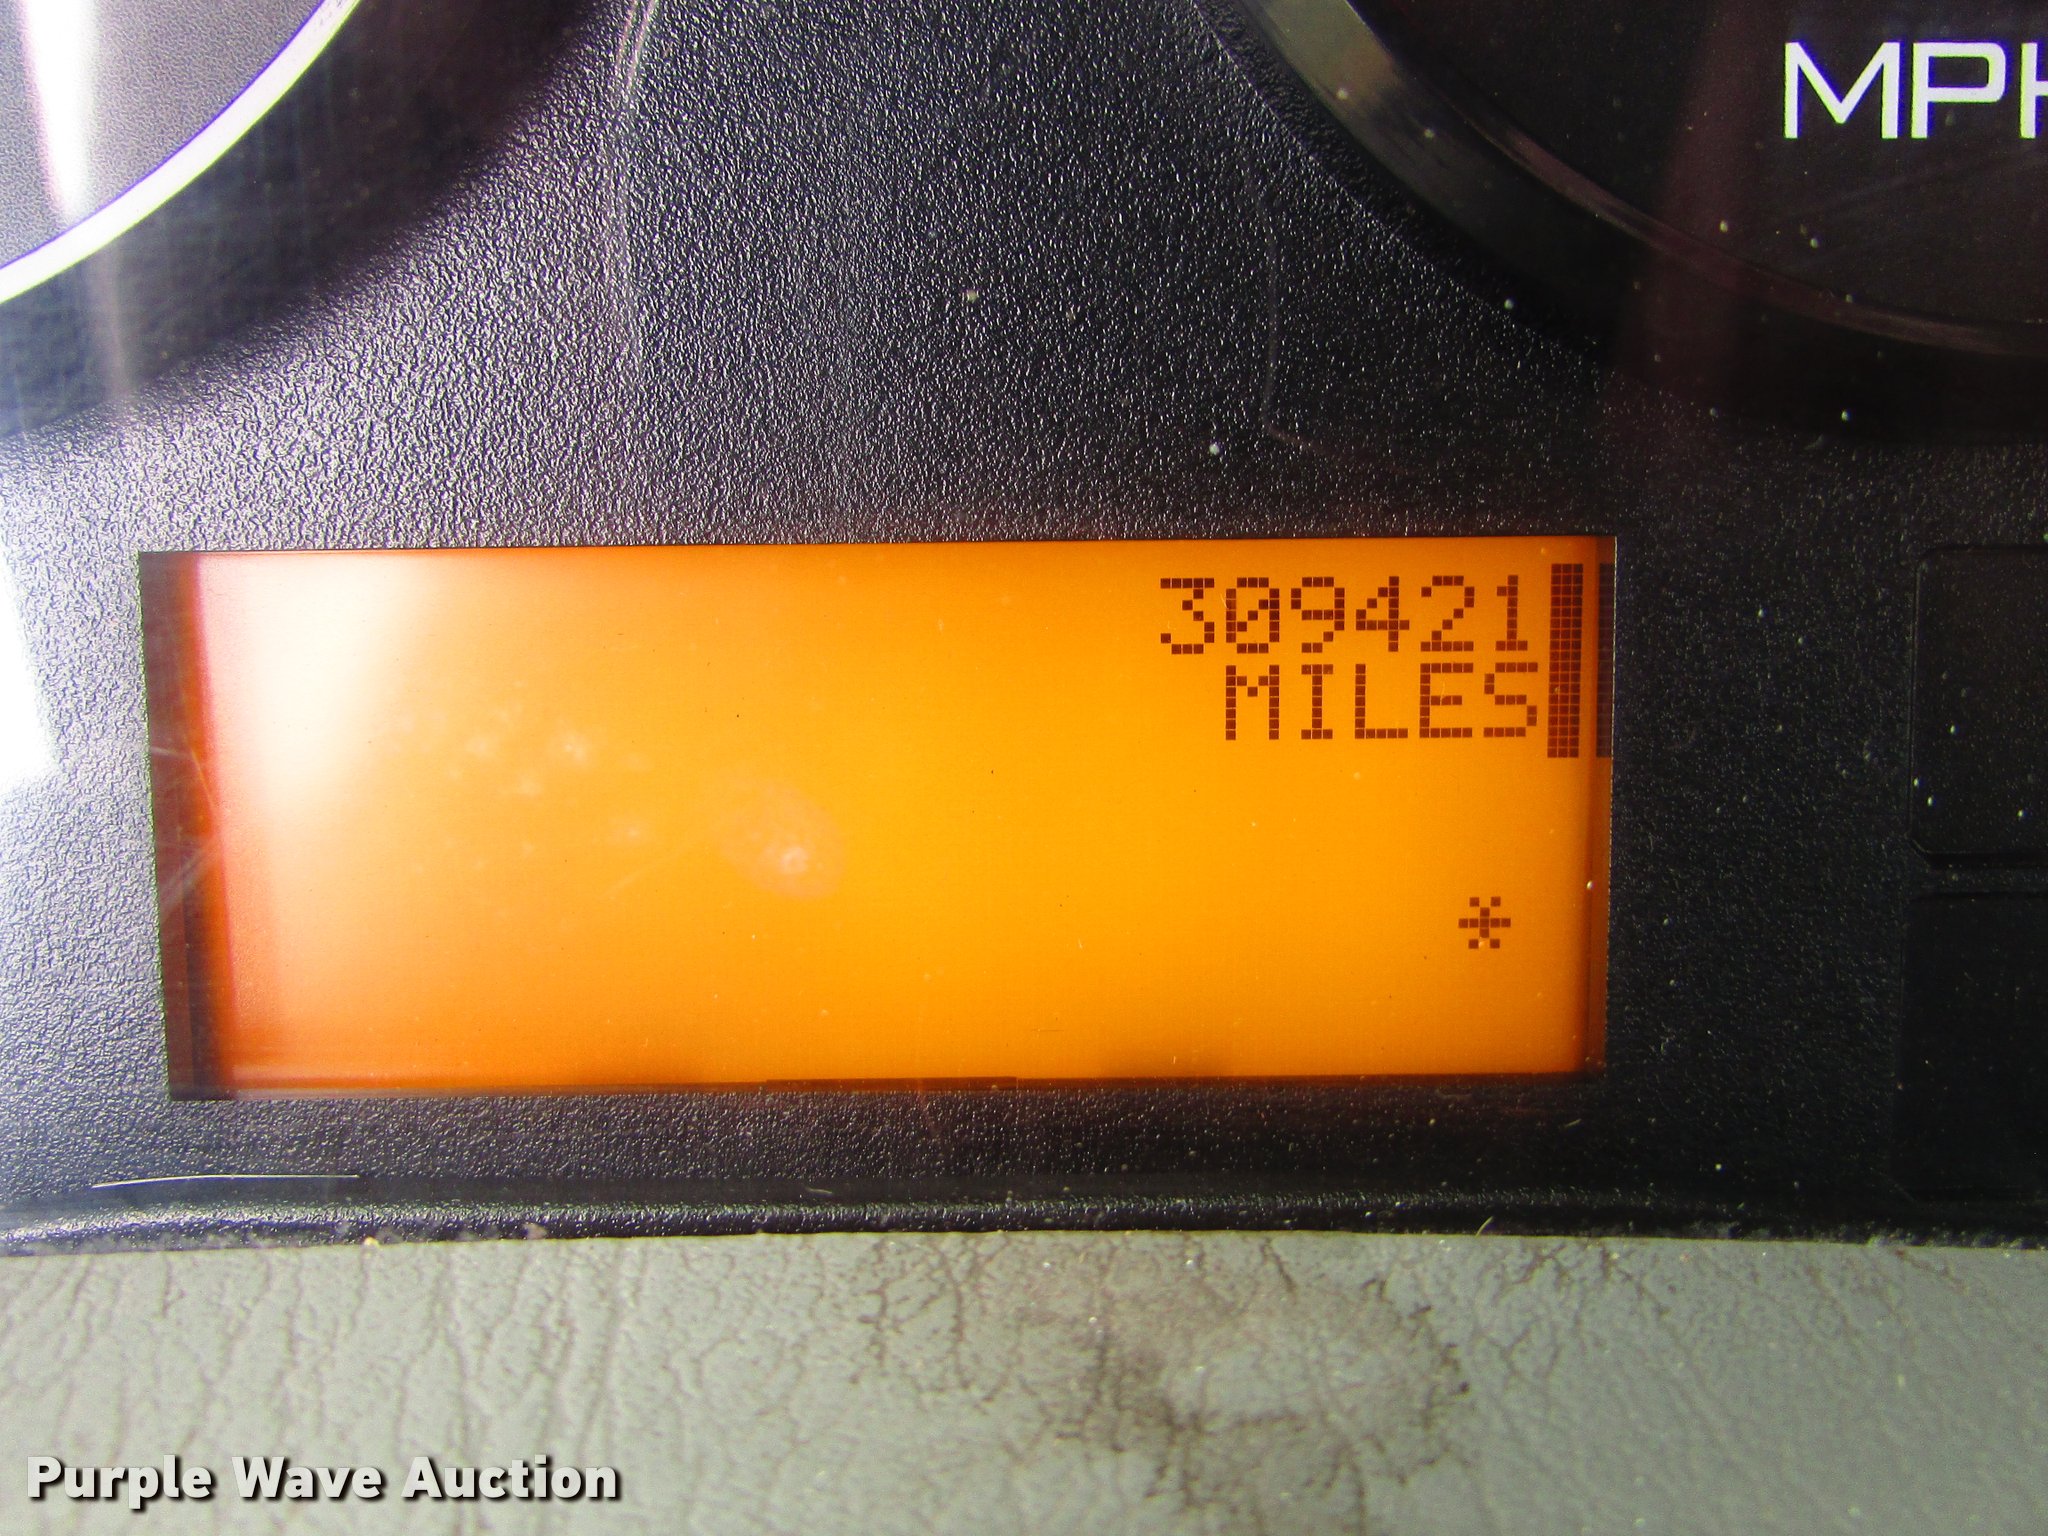 MPH
309421
MILES
*
Purple Wave Auction